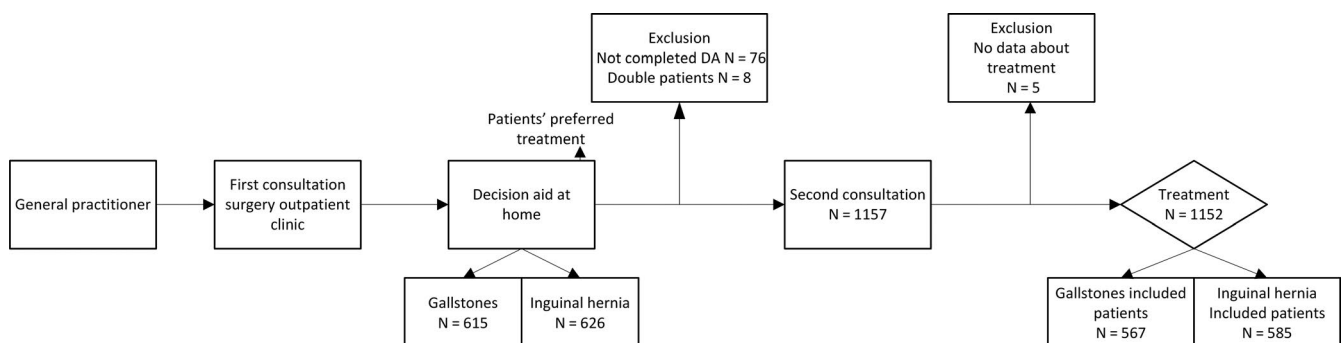 General practitioner
First consultation
surgery outpatient
clinic
Patients' preferred
treatment
Decision aid at
home
Gallstones
N = 615
Inguinal hernia
N = 626
Exclusion
Not completed DA N = 76
Double patients N = 8
Second consultation
N = 1157
Exclusion
No data about
treatment
N = 5
Treatment
N = 1152
Gallstones included
patients
N = 567
Inguinal hernia
Included patients
N = 585